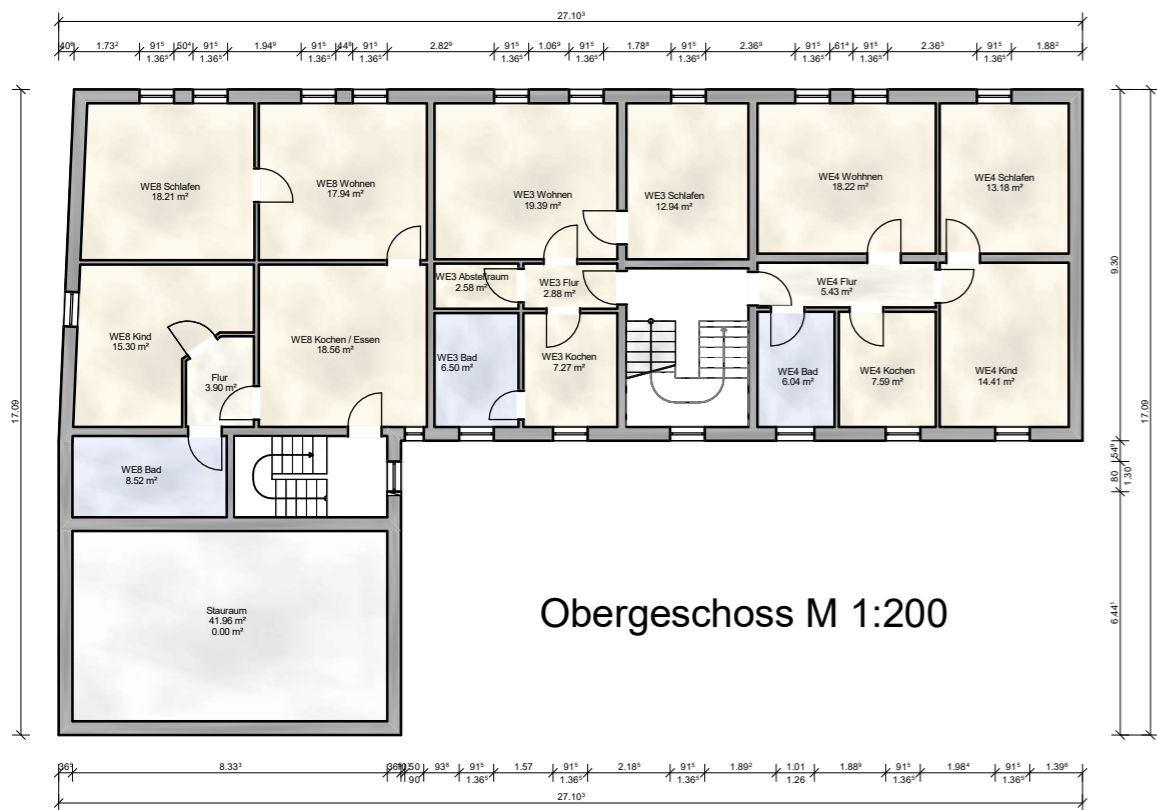 27.10³
40⁹ 1.73² 91⁵ 50⁴ 91⁵ 1.94⁹ 91⁵ 44⁹ 91⁵ 2.82⁹ 91⁵ 1.06⁹ 91⁵ 1.78⁸ 91⁵ 2.36⁹ 91⁵ 61⁴ 91⁵ 2.36³ 91⁵ 1.88²
1.36⁵ 1.36⁵ 1.36⁵ 1.36⁵ 1.36⁵ 1.36⁵ 1.36⁵ 1.36⁵ 1.36⁵ 1.36⁵
WE8 Schlafen
18.21 m²
WE8 Wohnen
17.94 m²
WE3 Wohnen
19.39 m²
WE3 Schlafen
12.94 m²
WE4 Wohhnen
18.22 m²
WE4 Schlafen
13.18 m²
9.30
WE3 Abstellraum
2.58 m²
WE3 Flur
2.88 m²
WE4 Flur
5.43 m²
WE8 Kind
15.30 m²
WE8 Kochen / Essen
18.56 m²
Flur
3.90 m²
WE3 Bad
6.50 m²
WE3 Kochen
7.27 m²
WE4 Bad
6.04 m²
WE4 Kochen
7.59 m²
WE4 Kind
14.41 m²
17.09
17.09
54⁹
80
1.30
WE8 Bad
8.52 m²
Stauraum
41.96 m²
0.00 m²
Obergeschoss M 1:200
6.44¹
36⁵ 8.33³ 50 93⁸ 91⁵ 1.57 91⁵ 2.18⁵ 91⁵ 1.89² 1.01 1.88⁹ 91⁵ 1.98⁴ 91⁵ 1.39⁸
90 1.36⁵ 1.36⁵ 1.36⁵ 1.26 1.36⁵ 1.36⁵
27.10³